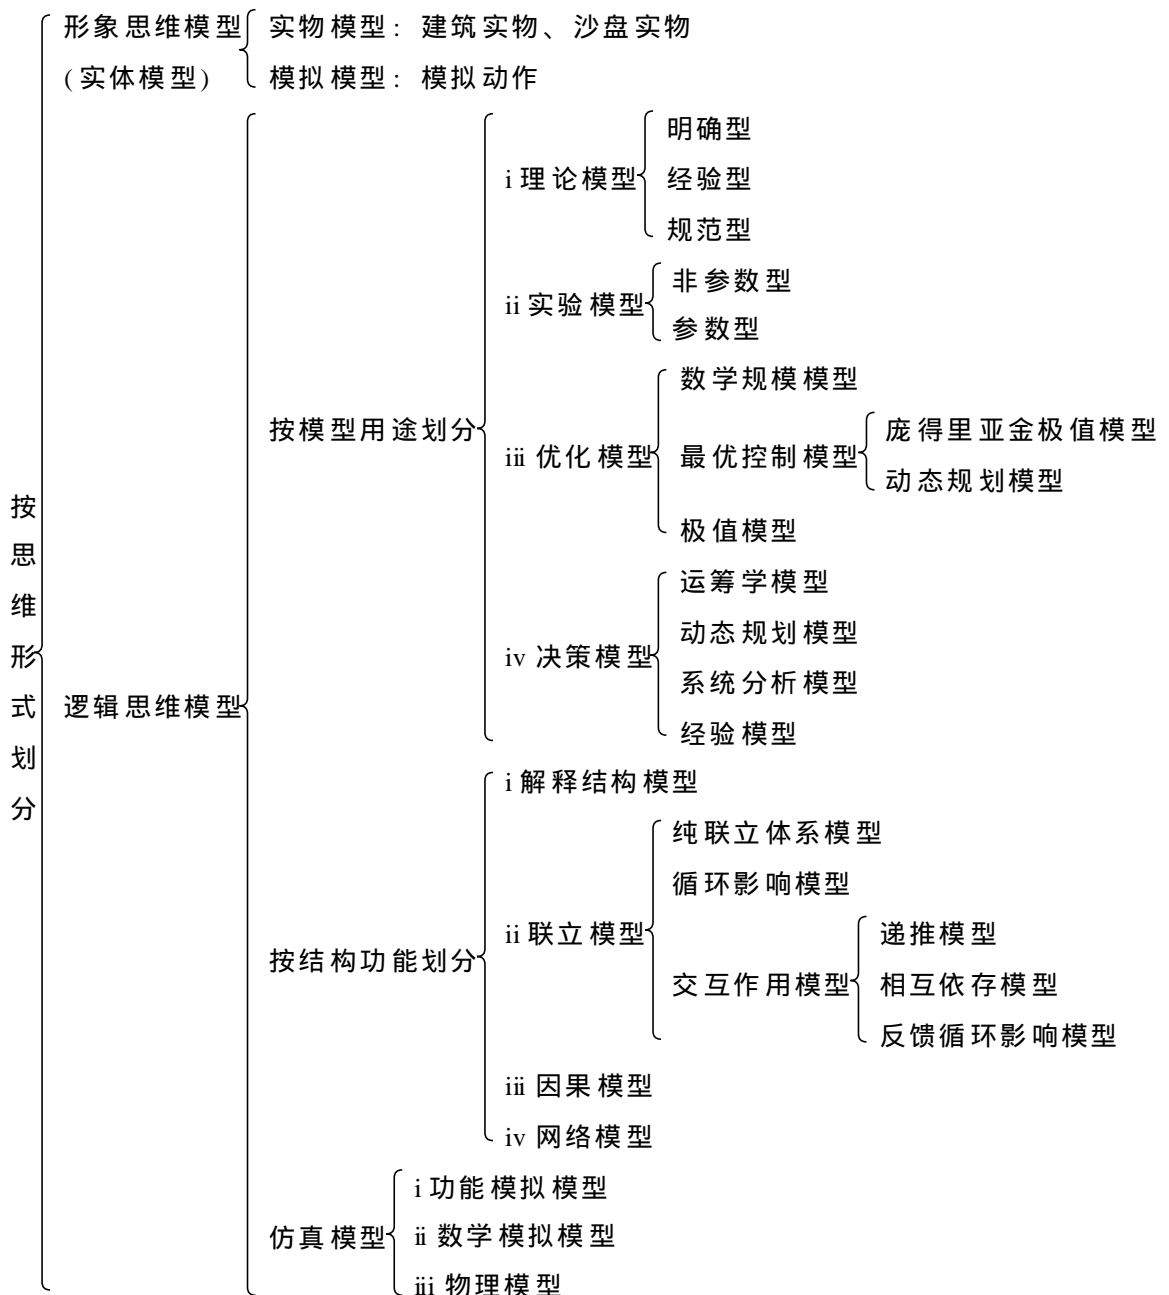 形象思维模型 实物模型：建筑实物、沙盘实物
(实体模型) 模拟模型：模拟动作
明确型
i 理论模型 经验型
规范型
非参数型
ii 实验模型
参数型
数学规模模型
按模型用途划分 iii 优化模型 最优控制模型 庞得里亚金极值模型
动态规划模型
极值模型
运筹学模型
动态规划模型
iv 决策模型
系统分析模型
经验模型
按思维形式划分
逻辑思维模型
i 解释结构模型
纯联立体系模型
循环影响模型
按结构功能划分 ii 联立模型
递推模型
交互作用模型 相互依存模型
反馈循环影响模型
iii 因果模型
iv 网络模型
i 功能模拟模型
仿真模型 ii 数学模拟模型
iii 物理模型